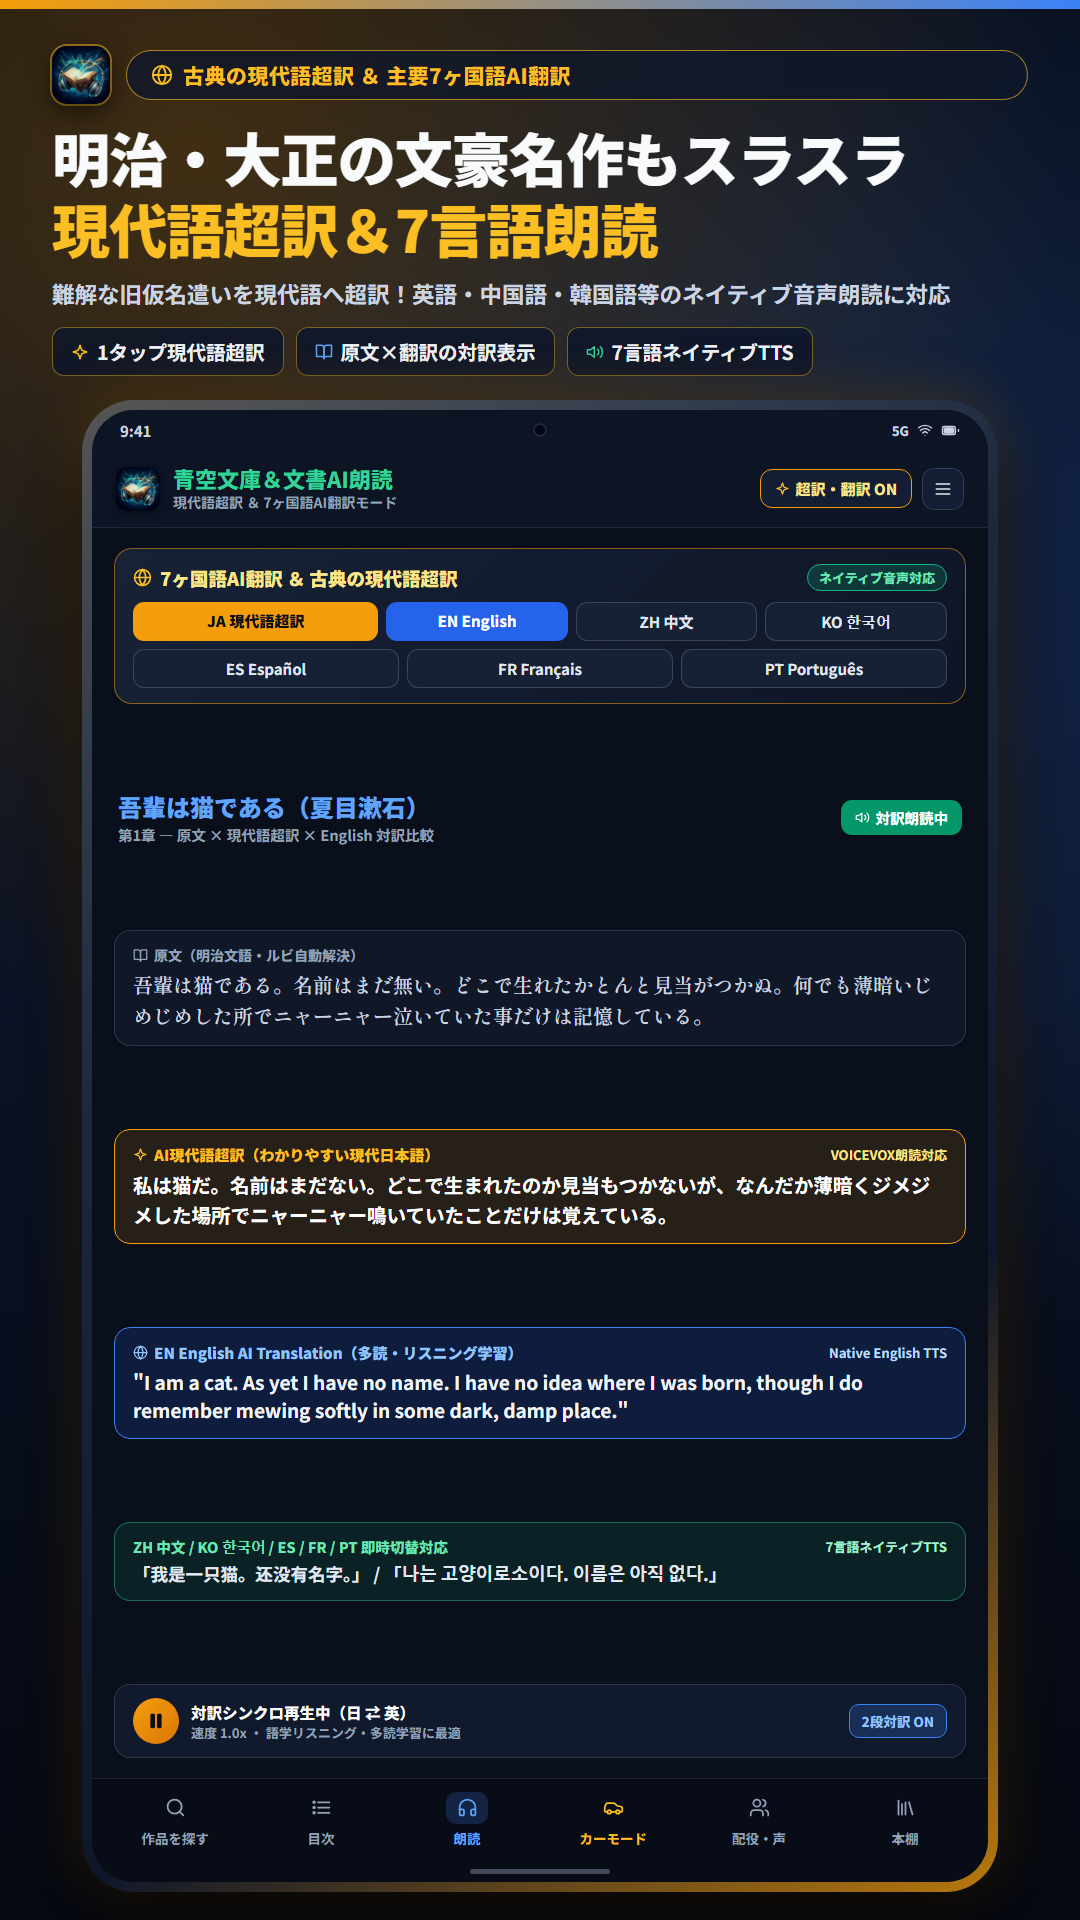 古典の現代語超訳 & 主要7ヶ国語AI翻訳
明治・大正の文豪名作もスラスラ
現代語超訳&7言語朗読
難解な旧仮名遣いを現代語へ超訳！英語・中国語・韓国語等のネイティブ音声朗読に対応
1タップ現代語超訳
原文×翻訳の対訳表示
7言語ネイティブTTS
9:41
5G
青空文庫&文書AI朗読
現代語超訳 & 7ヶ国語AI翻訳モード
超訳・翻訳 ON
7ヶ国語AI翻訳 & 古典の現代語超訳
ネイティブ音声対応
JA 現代語超訳
EN English
ZH 中文
KO 한국어
ES Español
FR Français
PT Português
吾輩は猫である（夏目漱石）
第1章 — 原文 × 現代語超訳 × English 対訳比較
対訳朗読中
原文（明治文語・ルビ自動解決）
吾輩は猫である。名前はまだ無い。どこで生れたかとんと見当がつかぬ。何でも薄暗いじ
めじめした所でニャーニャー泣いていた事だけは記憶している。
AI現代語超訳（わかりやすい現代日本語）
VOICEVOX朗読対応
私は猫だ。名前はまだない。どこで生まれたのか見当もつかないが、なんだか薄暗くジメジ
メした場所でニャーニャー鳴いていたことだけは覚えている。
EN English AI Translation（多読・リスニング学習）
Native English TTS
"I am a cat. As yet I have no name. I have no idea where I was born, though I do
remember mewing softly in some dark, damp place."
ZH 中文 / KO 한국어 / ES / FR / PT 即時切替対応
7言語ネイティブTTS
「我是一只猫。还没有名字。」 / 「나는 고양이로소이다. 이름은 아직 없다.」
対訳シンクロ再生中（日 ⇄ 英）
速度 1.0x ・ 語学リスニング・多読学習に最適
2段対訳 ON
作品を探す
目次
朗読
カーモード
配役・声
本棚